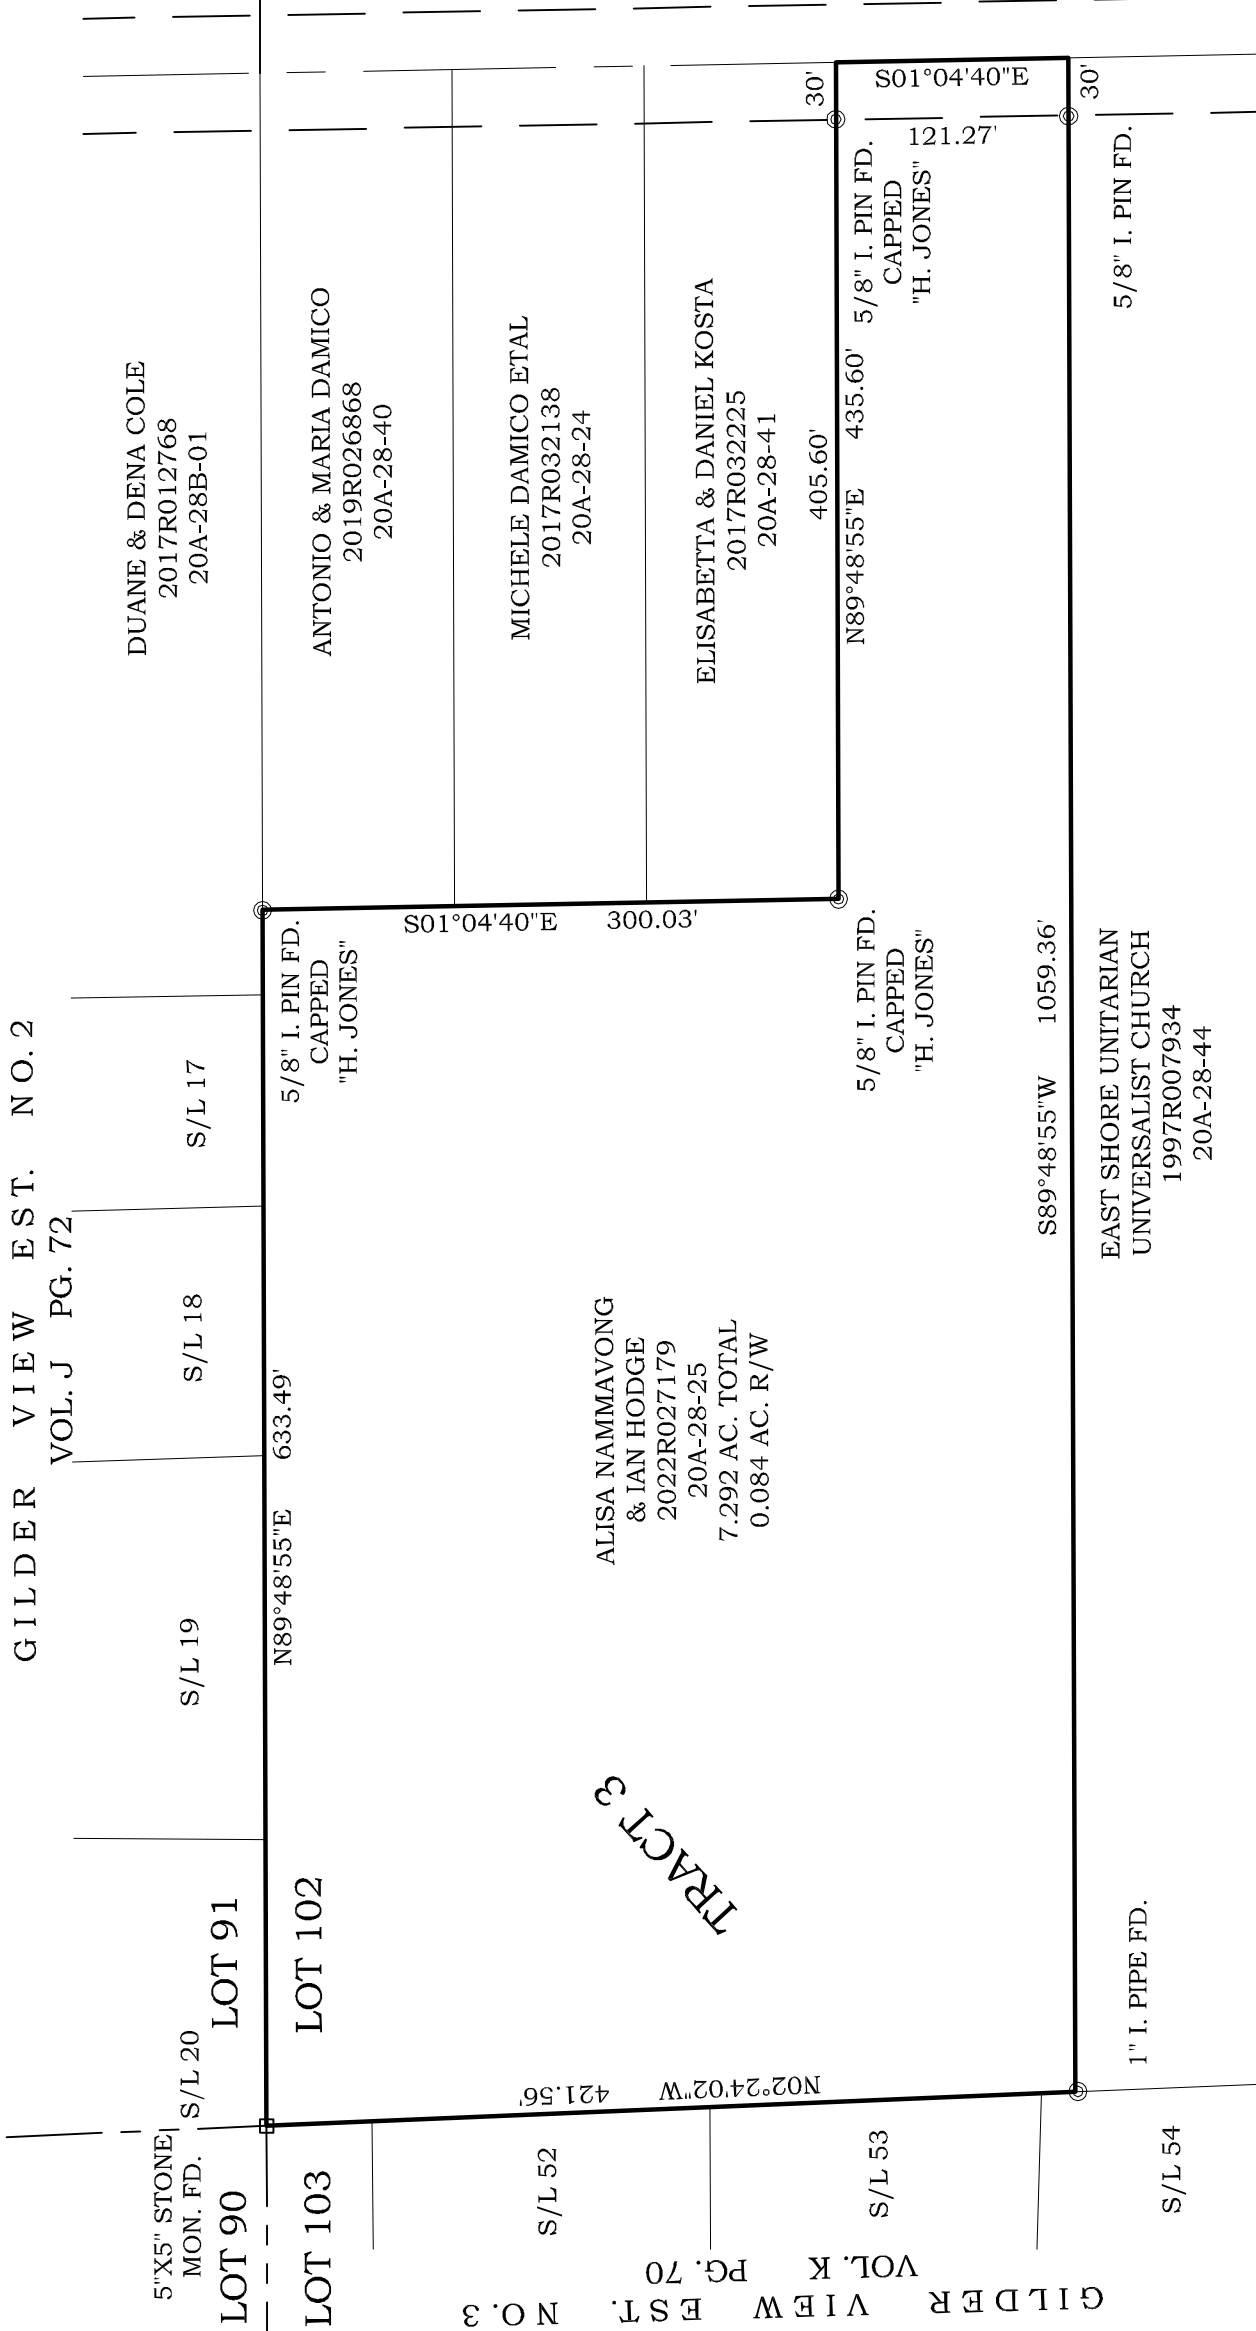 GILDER VIEW EST. NO. 2
VOL. J PG. 72
S/L 17
S/L 18
S/L 19
S/L 20
LOT 91
LOT 102
5"X5" STONE
MON. FD.
LOT 90
LOT 103
DUANE & DENA COLE
2017R012768
20A-28B-01
ANTONIO & MARIA DAMICO
2019R026868
20A-28-40
MICHELE DAMICO ETAL
2017R032138
20A-28-24
ELISABETTA & DANIEL KOSTA
2017R032225
20A-28-41
30'
S01°04'40"E
30'
121.27'
5/8" I. PIN FD.
CAPPED
"H. JONES"
5/8" I. PIN FD.
405.60'
N89°48'55"E 435.60'
S01°04'40"E 300.03'
5/8" I. PIN FD.
CAPPED
"H. JONES"
5/8" I. PIN FD.
CAPPED
"H. JONES"
N89°48'55"E 633.49'
S89°48'55"W 1059.36'
EAST SHORE UNITARIAN
UNIVERSALIST CHURCH
1997R007934
20A-28-44
ALISA NAMMAVONG
& IAN HODGE
2022R027179
20A-28-25
7.292 AC. TOTAL
0.084 AC. R/W
TRACT 3
1" I. PIPE FD.
N02°24'02"W 421.56'
S/L 52
S/L 53
S/L 54
GILDER VIEW EST. NO. 3
VOL. K PG. 70